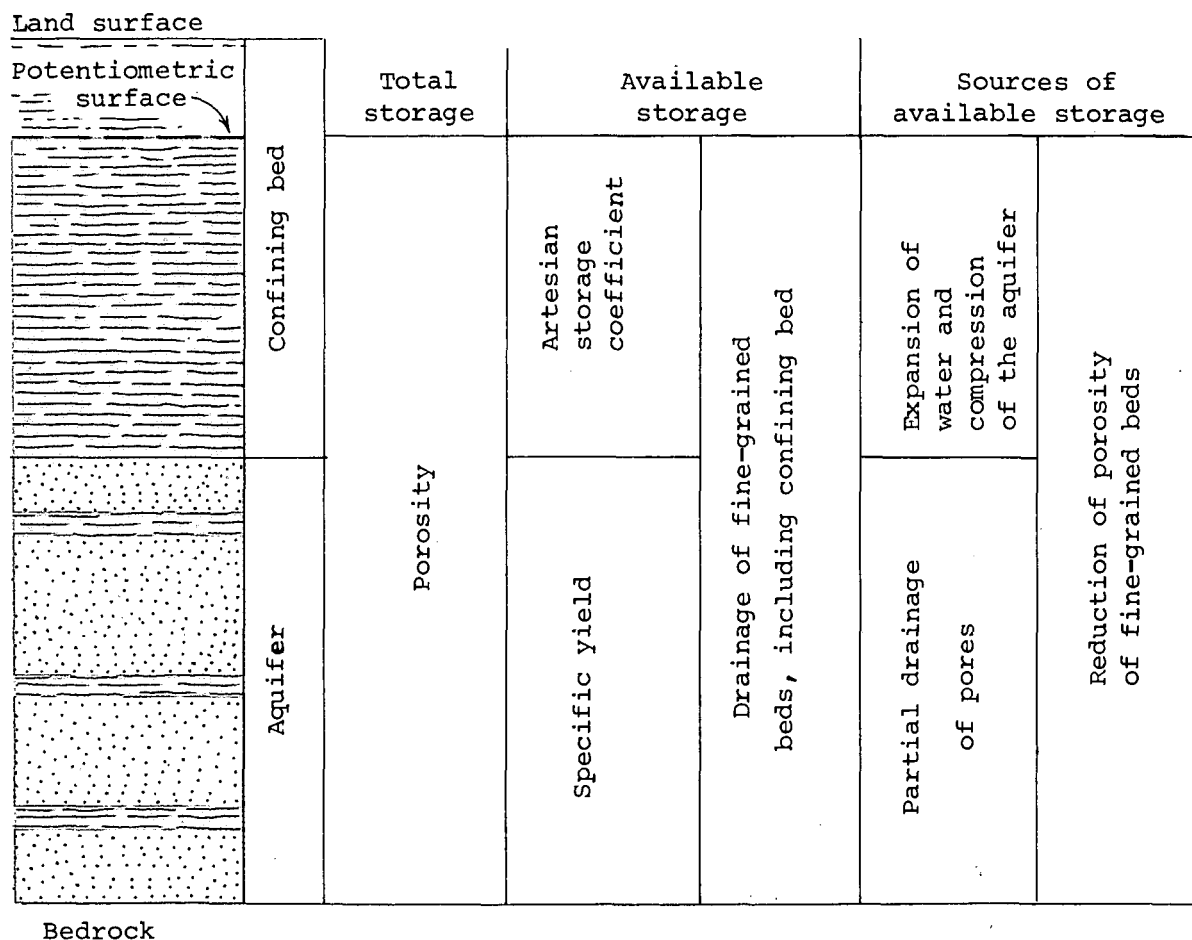 Land surface
Potentiometric
surface
Total
storage
Available
storage
Sources of
available storage
Confining bed
Aquifer
Porosity
Artesian
storage
coefficient
Specific yield
Drainage of fine-grained
beds, including confining bed
Expansion of
water and
compression
of the aquifer
Partial drainage
of pores
Reduction of porosity
of fine-grained beds
Bedrock